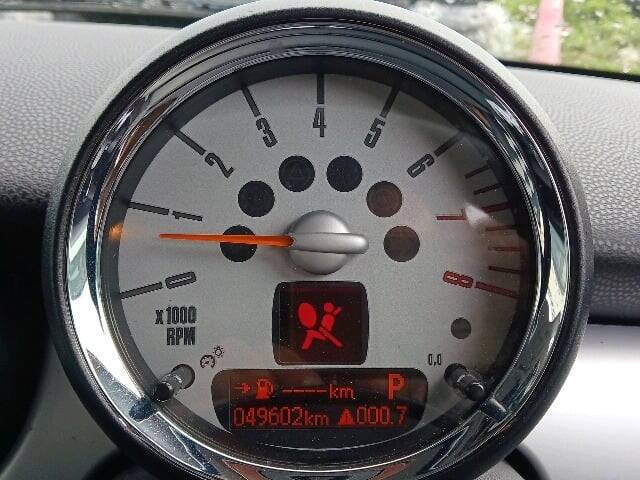 0 1 2 3 4 5 6 7 8
x1000
RPM
0,0
----km P
049602km 000.7